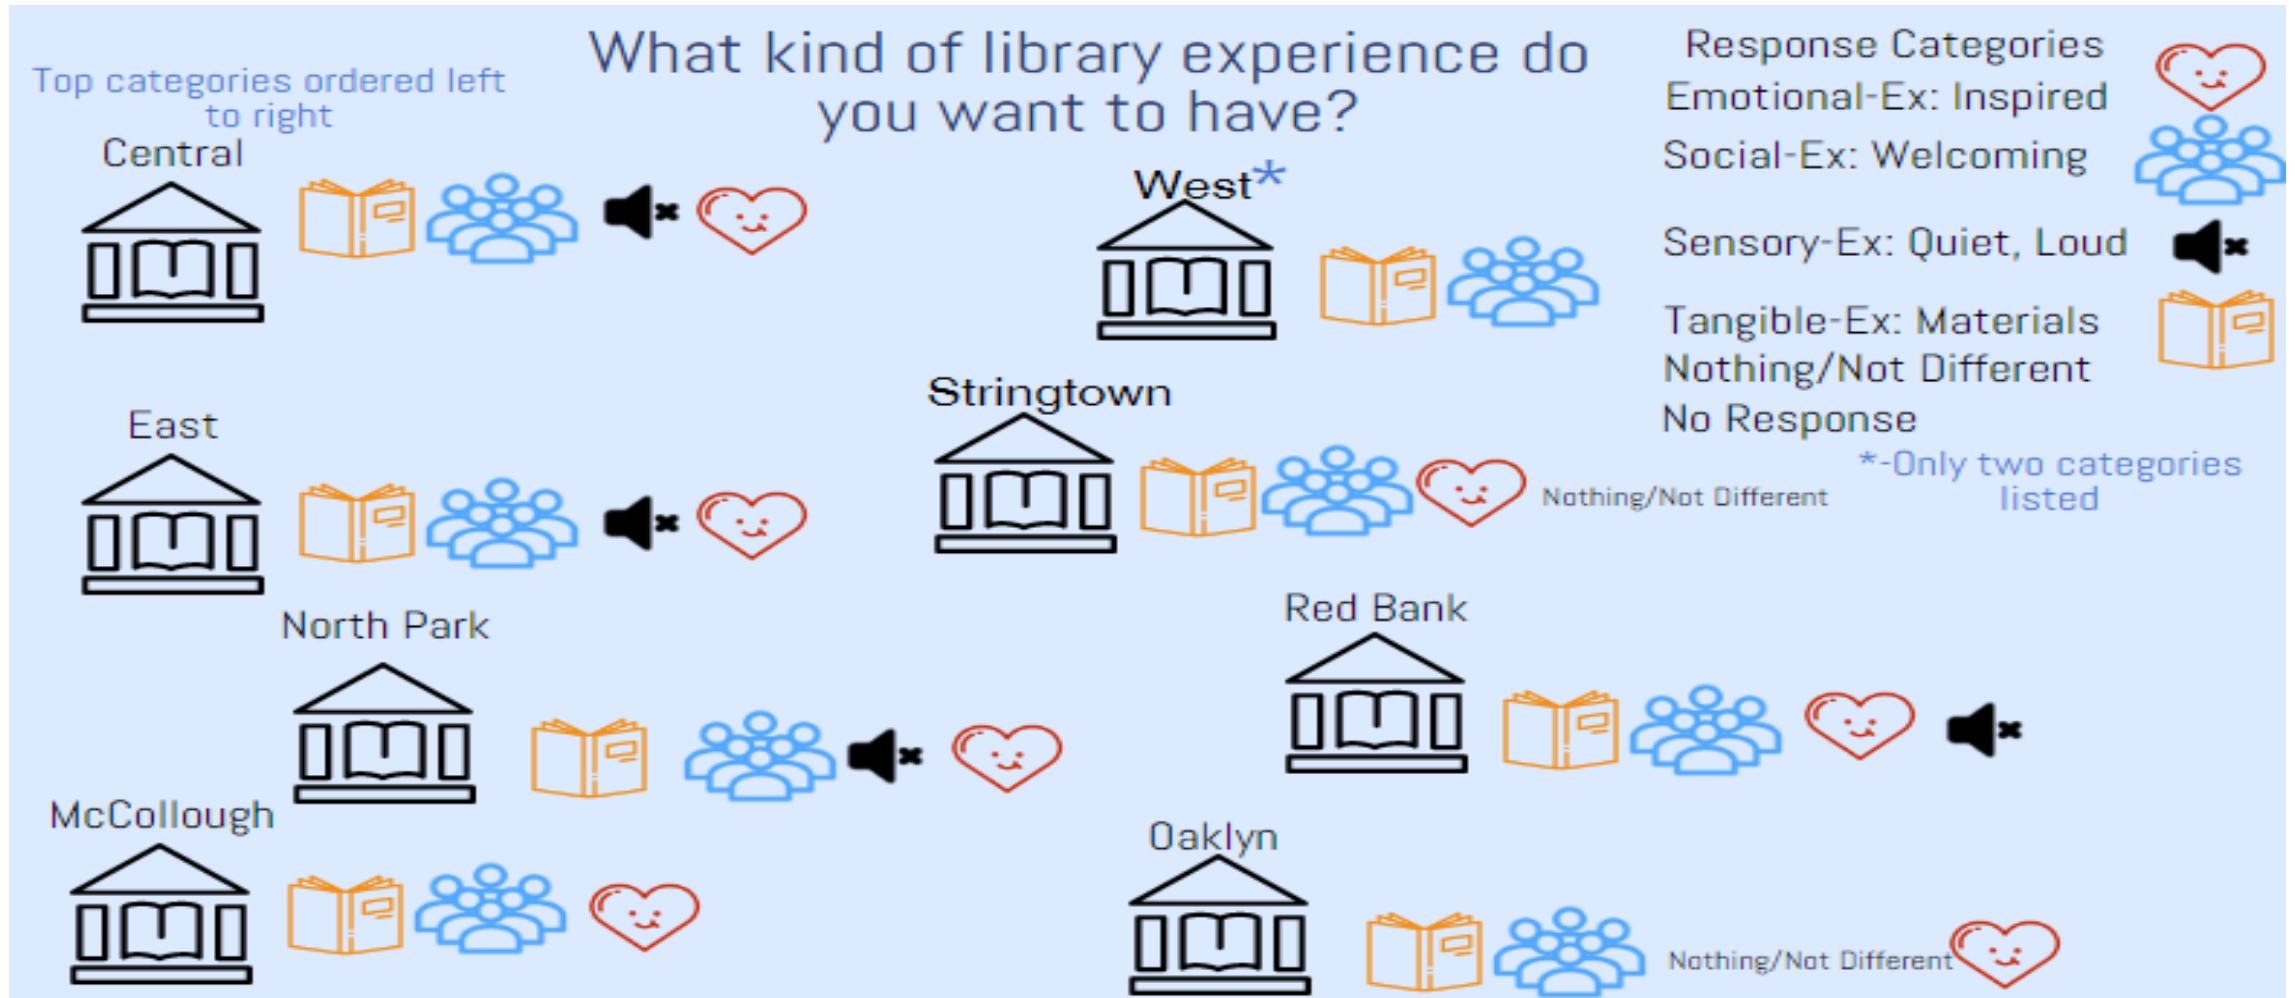 What kind of library experience do
you want to have?
Top categories ordered left
to right
Response Categories
Emotional-Ex: Inspired
Social-Ex: Welcoming
Sensory-Ex: Quiet, Loud
Tangible-Ex: Materials
Nothing/Not Different
No Response
*-Only two categories
listed
Central
West*
East
Stringtown
Nothing/Not Different
North Park
Red Bank
McCollough
Oaklyn
Nothing/Not Different